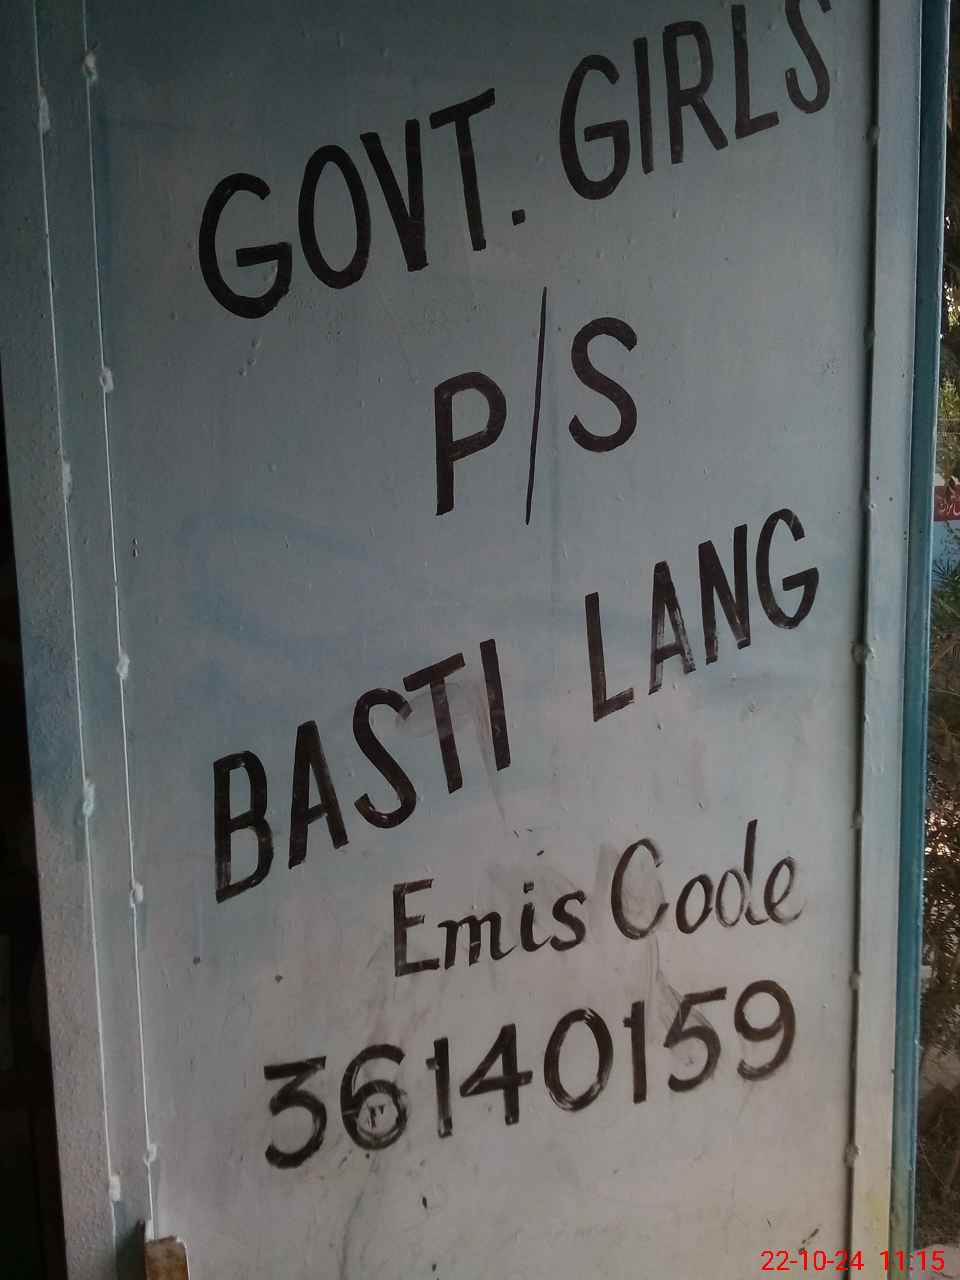 GOVT. GIRLS
P/S
BASTI LANG
Emis Code
36140159
22-10-24 11:15